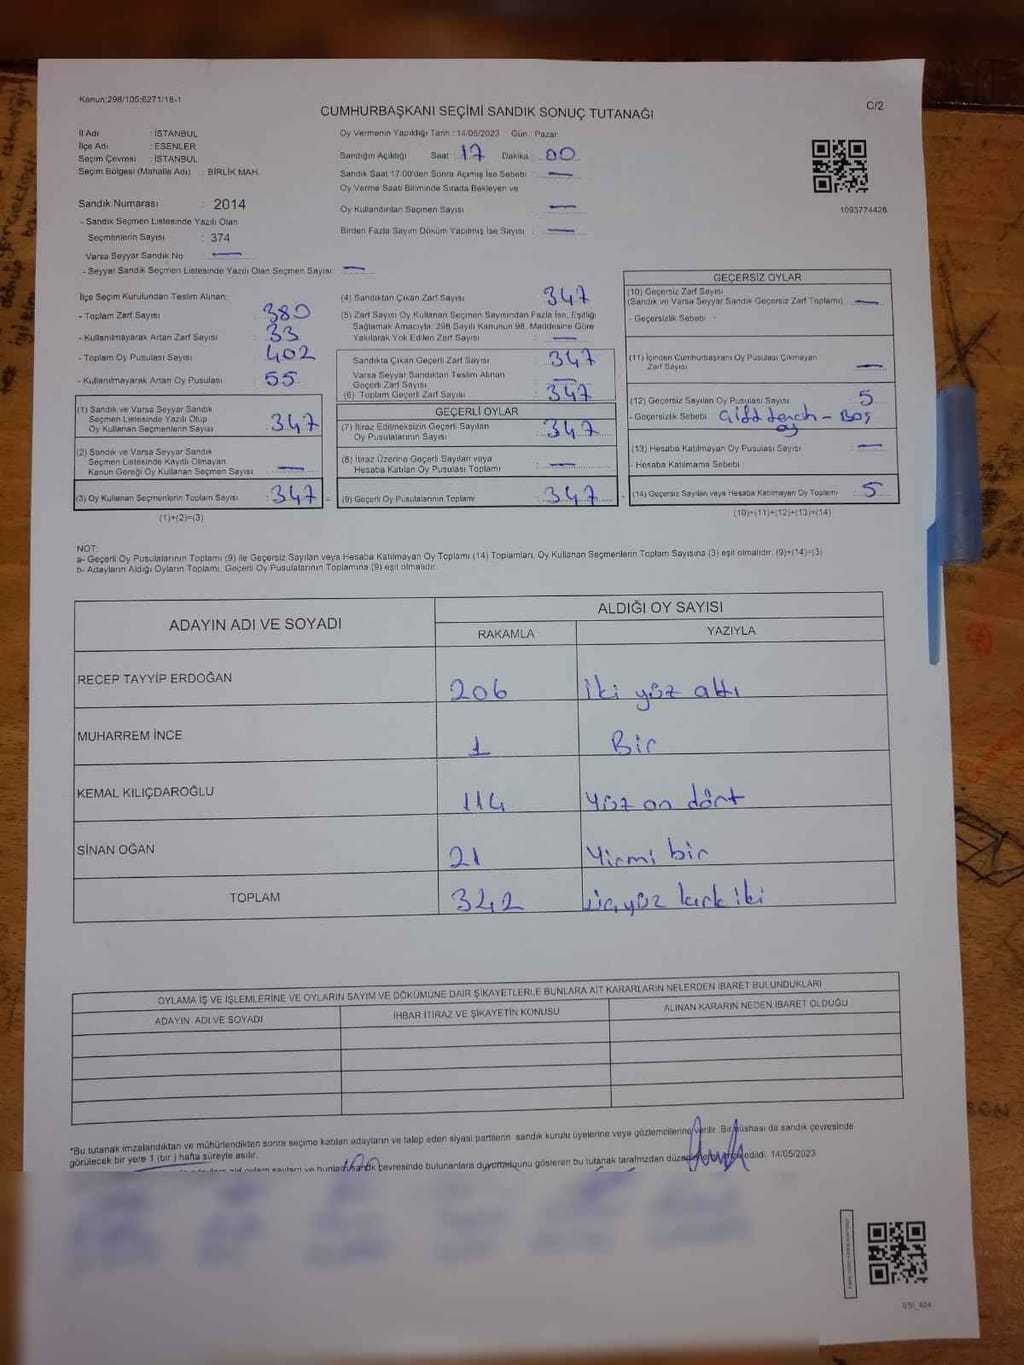 Kanun:298/105;6271/18-1
C/2
CUMHURBAŞKANI SEÇİMİ SANDIK SONUÇ TUTANAĞI
İl Adı : İSTANBUL
İlçe Adı : ESENLER
Seçim Çevresi : İSTANBUL
Seçim Bölgesi (Mahalle Adı) : BİRLİK MAH.
Sandık Numarası : 2014
- Sandık Seçmen Listesinde Yazılı Olan
Seçmenlerin Sayısı : 374
Varsa Seyyar Sandık No : —
- Seyyar Sandık Seçmen Listesinde Yazılı Olan Seçmen Sayısı : —
Oy Vermenin Yapıldığı Tarih : 14/05/2023 Gün : Pazar
Sandığın Açıldığı Saat : 17 Dakika : 00
Sandık Saat 17:00'den Sonra Açılmış İse Sebebi : —
Oy Verme Saati Bitiminde Sırada Bekleyen ve
Oy Kullandırılan Seçmen Sayısı : —
Birden Fazla Sayım Döküm Yapılmış İse Sayısı : —
1093774428
İlçe Seçim Kurulundan Teslim Alınan:
- Toplam Zarf Sayısı : 380
- Kullanılmayarak Artan Zarf Sayısı : 33
- Toplam Oy Pusulası Sayısı : 402
- Kullanılmayarak Artan Oy Pusulası : 55
(1) Sandık ve Varsa Seyyar Sandık
Seçmen Listesinde Yazılı Olup
Oy Kullanan Seçmenlerin Sayısı : 347
(2) Sandık ve Varsa Seyyar Sandık
Seçmen Listesinde Kayıtlı Olmayan
Kanun Gereği Oy Kullanan Seçmen Sayısı : —
(3) Oy Kullanan Seçmenlerin Toplam Sayısı : 347
(1)+(2)=(3)
(4) Sandıktan Çıkan Zarf Sayısı : 347
(5) Zarf Sayısı Oy Kullanan Seçmen Sayısından Fazla İse, Eşitliği
Sağlamak Amacıyla; 298 Sayılı Kanunun 98. Maddesine Göre
Yakılarak Yok Edilen Zarf Sayısı : —
Sandıkta Çıkan Geçerli Zarf Sayısı : 347
Varsa Seyyar Sandıktan Teslim Alınan
Geçerli Zarf Sayısı : —
(6) Toplam Geçerli Zarf Sayısı : 347
GEÇERLİ OYLAR
(7) İtiraz Edilmeksizin Geçerli Sayılan
Oy Pusulalarının Sayısı : 347
(8) İtiraz Üzerine Geçerli Sayılan veya
Hesaba Katılan Oy Pusulası Toplamı : —
(9) Geçerli Oy Pusulalarının Toplamı : 347
GEÇERSİZ OYLAR
(10) Geçersiz Zarf Sayısı
(Sandık ve Varsa Seyyar Sandık Geçersiz Zarf Toplamı) : —
- Geçersizlik Sebebi :
(11) İçinden Cumhurbaşkanı Oy Pusulası Çıkmayan
Zarf Sayısı : —
(12) Geçersiz Sayılan Oy Pusulası Sayısı : 5
- Geçersizlik Sebebi : Çift tercih - Boş
oy
(13) Hesaba Katılmayan Oy Pusulası Sayısı : —
- Hesaba Katılmama Sebebi :
(14) Geçersiz Sayılan veya Hesaba Katılmayan Oy Toplamı : 5
(10)+(11)+(12)+(13)=(14)
NOT:
a- Geçerli Oy Pusulalarının Toplamı (9) ile Geçersiz Sayılan veya Hesaba Katılmayan Oy Toplamı (14) Toplamları, Oy Kullanan Seçmenlerin Toplam Sayısına (3) eşit olmalıdır. (9)+(14)=(3)
b- Adayların Aldığı Oyların Toplamı, Geçerli Oy Pusulalarının Toplamına (9) eşit olmalıdır.
ADAYIN ADI VE SOYADI
ALDIĞI OY SAYISI
RAKAMLA YAZIYLA
RECEP TAYYİP ERDOĞAN 206 İki yüz altı
MUHARREM İNCE 1 Bir
KEMAL KILIÇDAROĞLU 114 Yüz on dört
SİNAN OĞAN 21 Yirmi bir
TOPLAM 342 üçyüz kırk iki
OYLAMA İŞ VE İŞLEMLERİNE VE OYLARIN SAYIM VE DÖKÜMÜNE DAİR ŞİKAYETLERLE BUNLARA AİT KARARLARIN NELERDEN İBARET BULUNDUKLARI
ADAYIN ADI VE SOYADI İHBAR İTİRAZ VE ŞİKAYETİN KONUSU ALINAN KARARIN NEDEN İBARET OLDUĞU
*Bu tutanak imzalandıktan ve mühürlendikten sonra seçime katılan adayların ve talep eden siyasi partilerin sandık kurulu üyelerine veya gözlemcilerine verilir. Bir nüshası da sandık çevresinde
görülecek bir yere 1 (bir) hafta süreyle asılır.
çevresinde bulunanlara duyurulduğunu gösteren bu tutanak tarafımızdan edildi. 14/05/2023